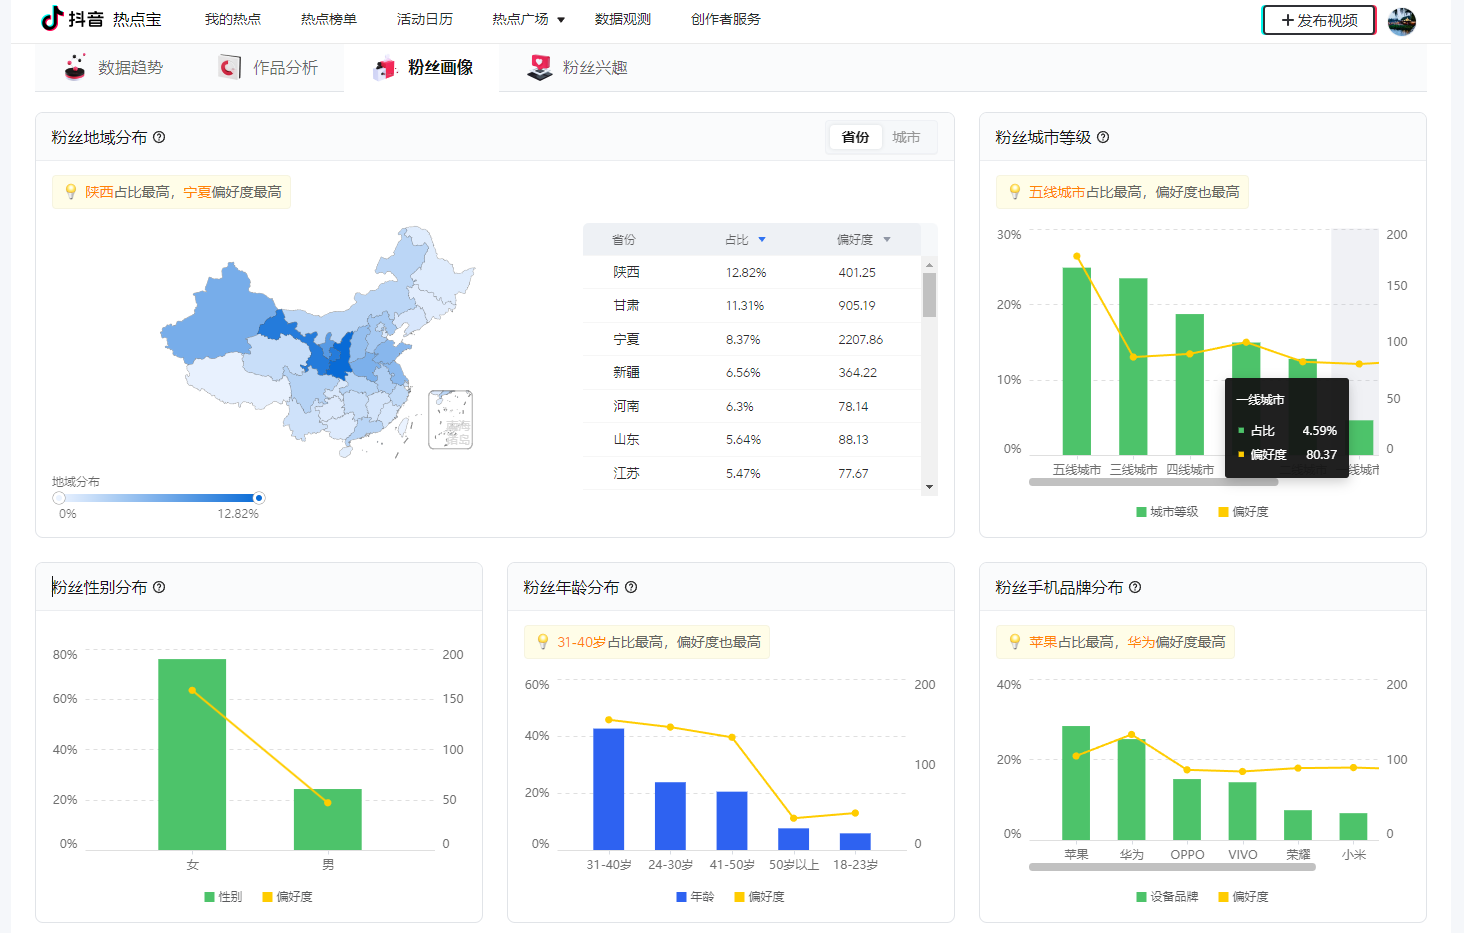 抖音 热点宝
我的热点
热点榜单
活动日历
热点广场
数据观测
创作者服务
+发布视频
数据趋势
作品分析
粉丝画像
粉丝兴趣
粉丝地域分布
省份 城市
陕西占比最高，宁夏偏好度最高
省份 占比 偏好度
陕西 12.82% 401.25
甘肃 11.31% 905.19
宁夏 8.37% 2207.86
新疆 6.56% 364.22
河南 6.3% 78.14
山东 5.64% 88.13
江苏 5.47% 77.67
南海
诸岛
地域分布
0% 12.82%
粉丝城市等级
五线城市占比最高，偏好度也最高
30% 200
150
20%
100
10%
50
0% 0
一线城市
占比 4.59%
偏好度 80.37
五线城市 三线城市 四线城市
线城市
城市等级 偏好度
粉丝性别分布
80% 200
60% 150
40% 100
20% 50
0% 0
女 男
性别 偏好度
粉丝年龄分布
31-40岁占比最高，偏好度也最高
60% 200
40%
100
20%
0% 0
31-40岁 24-30岁 41-50岁 50岁以上 18-23岁
年龄 偏好度
粉丝手机品牌分布
苹果占比最高，华为偏好度最高
40% 200
20% 100
0% 0
苹果 华为 OPPO VIVO 荣耀 小米
设备品牌 偏好度